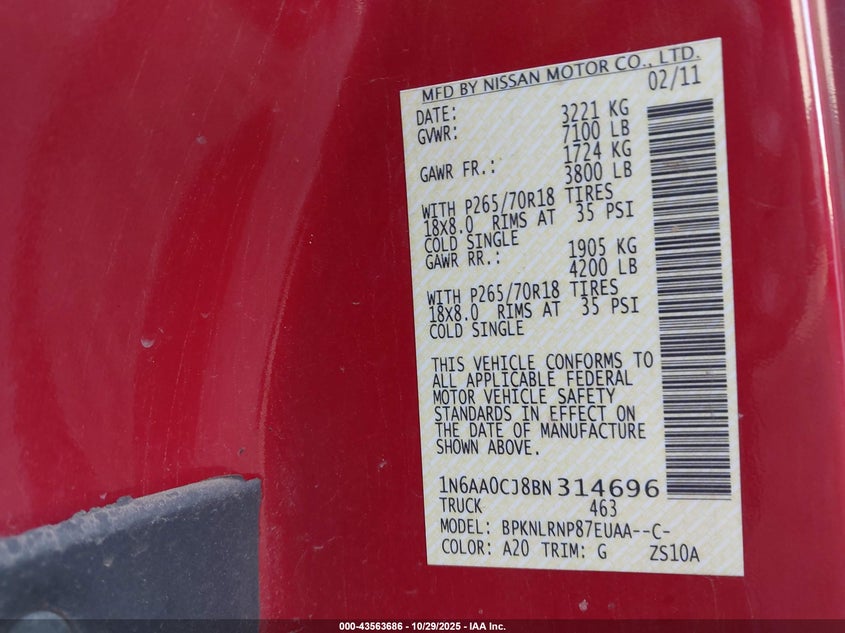 MFD BY NISSAN MOTOR CO., LTD.
DATE: 02/11
GVWR: 3221 KG
7100 LB
GAWR FR.: 1724 KG
3800 LB
WITH P265/70R18 TIRES
18X8.0 RIMS AT 35 PSI
COLD SINGLE
GAWR RR.: 1905 KG
4200 LB
WITH P265/70R18 TIRES
18X8.0 RIMS AT 35 PSI
COLD SINGLE
THIS VEHICLE CONFORMS TO
ALL APPLICABLE FEDERAL
MOTOR VEHICLE SAFETY
STANDARDS IN EFFECT ON
THE DATE OF MANUFACTURE
SHOWN ABOVE.
1N6AA0CJ8BN314696
TRUCK 463
MODEL: BPKNLRNP87EUAA--C-
COLOR: A20 TRIM: G ZS10A
000-43563686 - 10/29/2025 - IAA Inc.